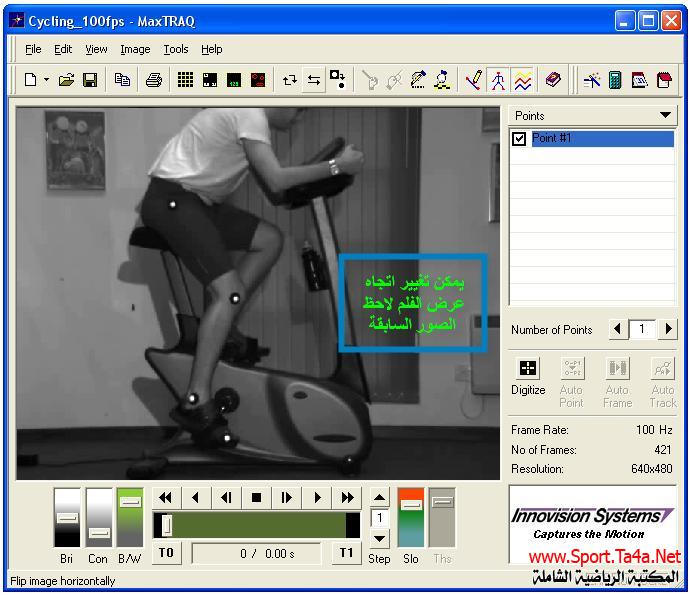 Cycling_100fps - MaxTRAQ
File Edit View Image Tools Help
Points
Point #1
يمكن تغيير اتجاه
عرض الفلم لاحظ
الصور السابقة
Number of Points 1
Digitize Auto Point Auto Frame Auto Track
Frame Rate: 100 Hz
No of Frames: 421
Resolution: 640x480
Bri Con B/W
T0 0 / 0.00 s T1
1
Step Slo Ths
Innovision Systems
Captures the Motion
www.Sport.Ta4a.Net
المكتبة الرياضية الشاملة
Flip image horizontally